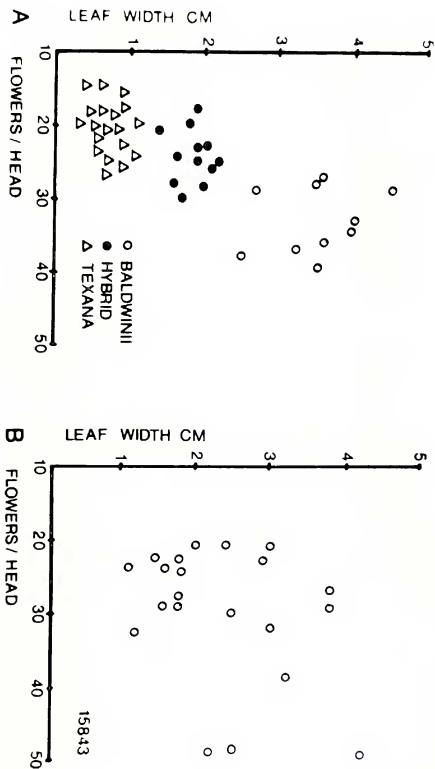 LEAF WIDTH CM
1 2 3 4 5
A
FLOWERS / HEAD
10 20 30 40 50
○ BALDWINII
● HYBRID
△ TEXANA
LEAF WIDTH CM
1 2 3 4 5
B
FLOWERS / HEAD
10 20 30 40 50
15843